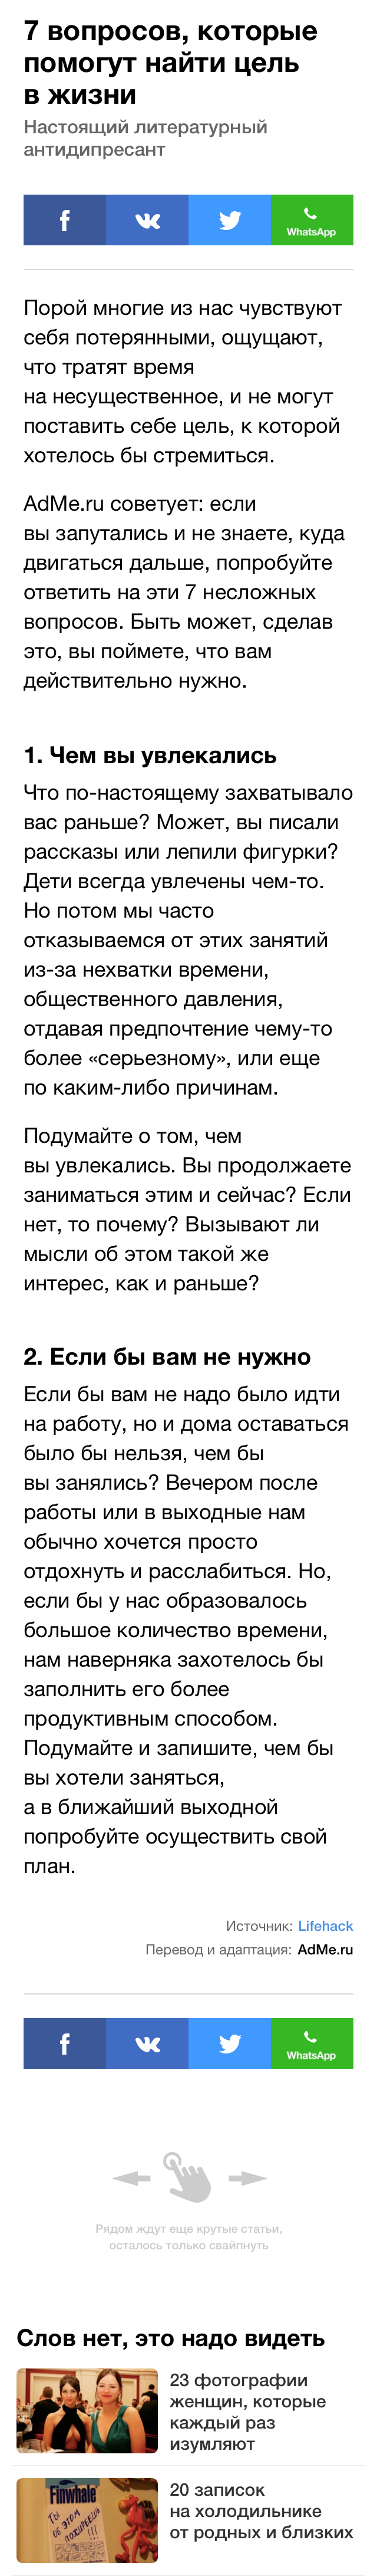 7 вопросов, которые
помогут найти цель
в жизни
Настоящий литературный
антидипресант
WhatsApp
Порой многие из нас чувствуют
себя потерянными, ощущают,
что тратят время
на несущественное, и не могут
поставить себе цель, к которой
хотелось бы стремиться.
AdMe.ru советует: если
вы запутались и не знаете, куда
двигаться дальше, попробуйте
ответить на эти 7 несложных
вопросов. Быть может, сделав
это, вы поймете, что вам
действительно нужно.
1. Чем вы увлекались
Что по-настоящему захватывало
вас раньше? Может, вы писали
рассказы или лепили фигурки?
Дети всегда увлечены чем-то.
Но потом мы часто
отказываемся от этих занятий
из-за нехватки времени,
общественного давления,
отдавая предпочтение чему-то
более «серьезному», или еще
по каким-либо причинам.
Подумайте о том, чем
вы увлекались. Вы продолжаете
заниматься этим и сейчас? Если
нет, то почему? Вызывают ли
мысли об этом такой же
интерес, как и раньше?
2. Если бы вам не нужно
Если бы вам не надо было идти
на работу, но и дома оставаться
было бы нельзя, чем бы
вы занялись? Вечером после
работы или в выходные нам
обычно хочется просто
отдохнуть и расслабиться. Но,
если бы у нас образовалось
большое количество времени,
нам наверняка захотелось бы
заполнить его более
продуктивным способом.
Подумайте и запишите, чем бы
вы хотели заняться,
а в ближайший выходной
попробуйте осуществить свой
план.
Источник: Lifehack
Перевод и адаптация: AdMe.ru
WhatsApp
Рядом ждут еще крутые статьи,
осталось только свайпнуть
Слов нет, это надо видеть
23 фотографии
женщин, которые
каждый раз
изумляют
Finwhale
Ты
об этом
пожалеешь
20 записок
на холодильнике
от родных и близких